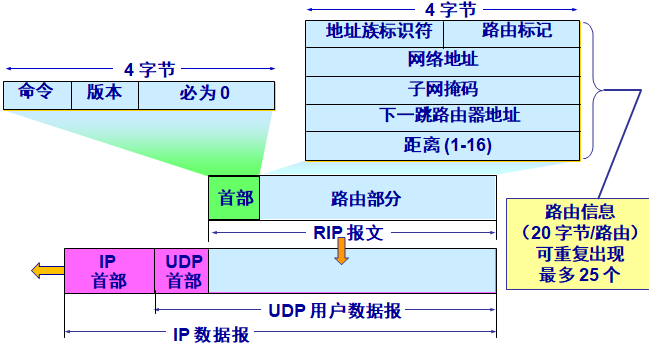 4 字节
地址族标识符 路由标记
网络地址
子网掩码
下一跳路由器地址
距离 (1-16)
4 字节
命令 版本 必为 0
首部 路由部分
RIP 报文
路由信息
（20 字节/路由）
可重复出现
最多 25 个
IP
首部
UDP
首部
UDP 用户数据报
IP 数据报